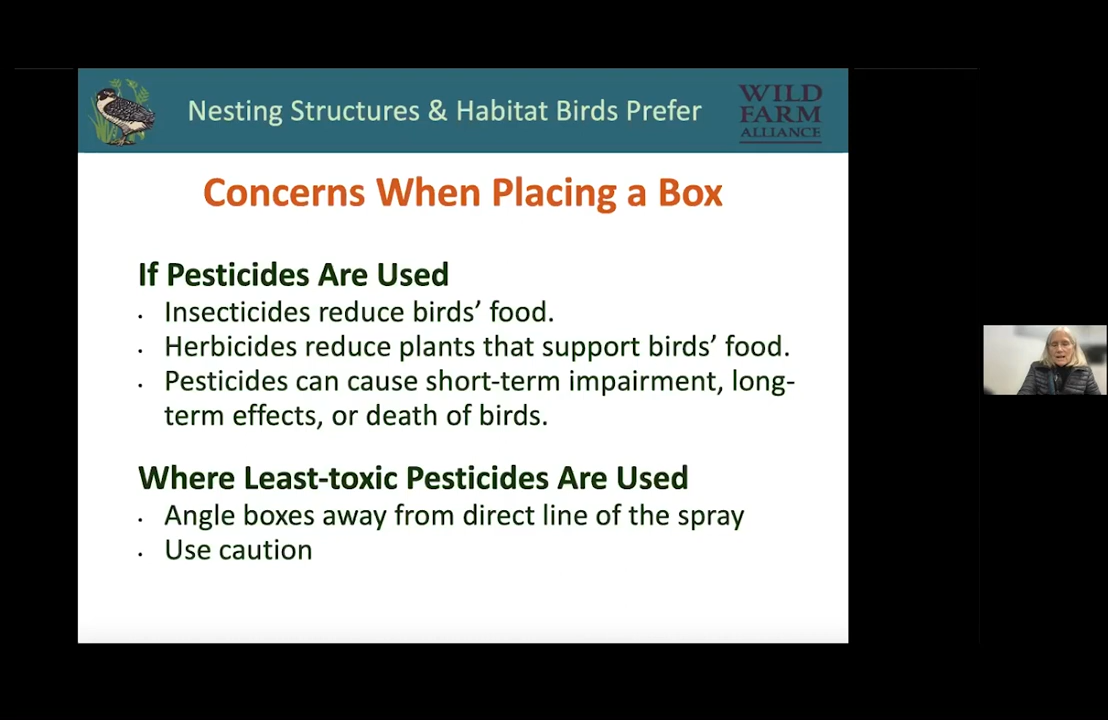 Nesting Structures & Habitat Birds Prefer
WILD
FARM
ALLIANCE
Concerns When Placing a Box
If Pesticides Are Used
· Insecticides reduce birds’ food.
· Herbicides reduce plants that support birds’ food.
· Pesticides can cause short-term impairment, long-
term effects, or death of birds.
Where Least-toxic Pesticides Are Used
· Angle boxes away from direct line of the spray
· Use caution